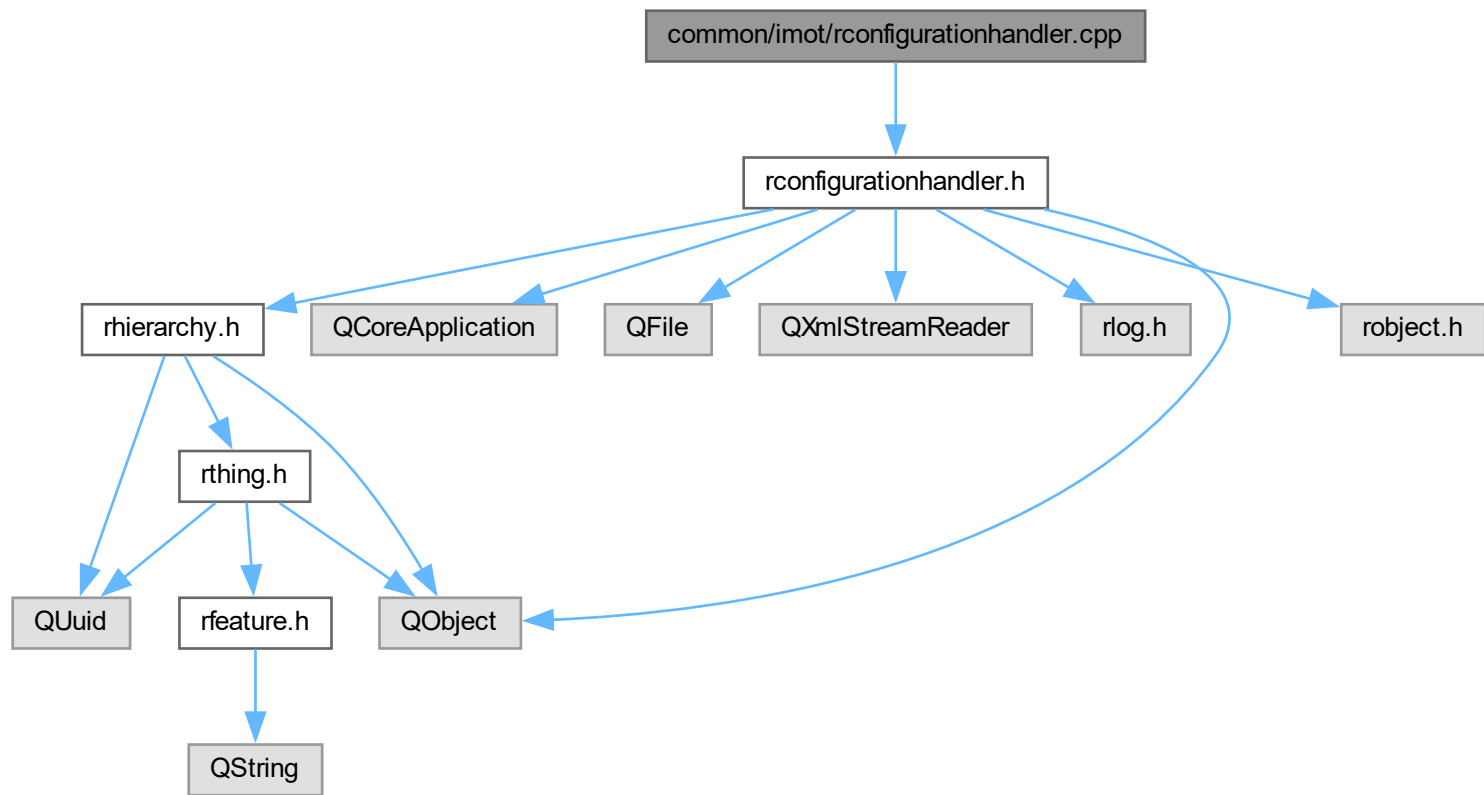 common/imot/rconfigurationhandler.cpp
rconfigurationhandler.h
rhierarchy.h
QCoreApplication
QFile
QXmlStreamReader
rlog.h
robject.h
rthing.h
QUuid
rfeature.h
QObject
QString